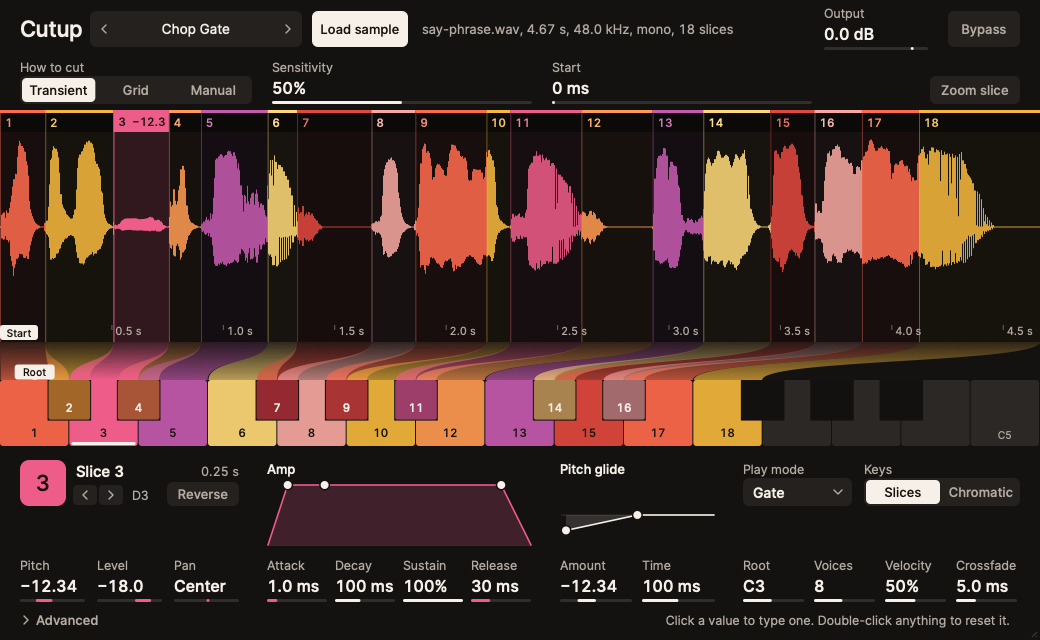 Cutup
Chop Gate
Load sample
say-phrase.wav, 4.67 s, 48.0 kHz, mono, 18 slices
Output
0.0 dB
Bypass
How to cut
Transient Grid Manual
Sensitivity
50%
Start
0 ms
Zoom slice
1 2 3 −12.3 4 5 6 7 8 9 10 11 12 13 14 15 16 17 18
Start
0.5 s 1.0 s 1.5 s 2.0 s 2.5 s 3.0 s 3.5 s 4.0 s 4.5 s
Root
2 4 7 9 11 14 16
1 3 5 6 8 10 12 13 15 17 18 C5
3
Slice 3
0.25 s
D3
Reverse
Amp
Pitch glide
Play mode
Gate
Keys
Slices Chromatic
Pitch Level Pan Attack Decay Sustain Release Amount Time Root Voices Velocity Crossfade
−12.34 −18.0 Center 1.0 ms 100 ms 100% 30 ms −12.34 100 ms C3 8 50% 5.0 ms
Advanced
Click a value to type one. Double-click anything to reset it.